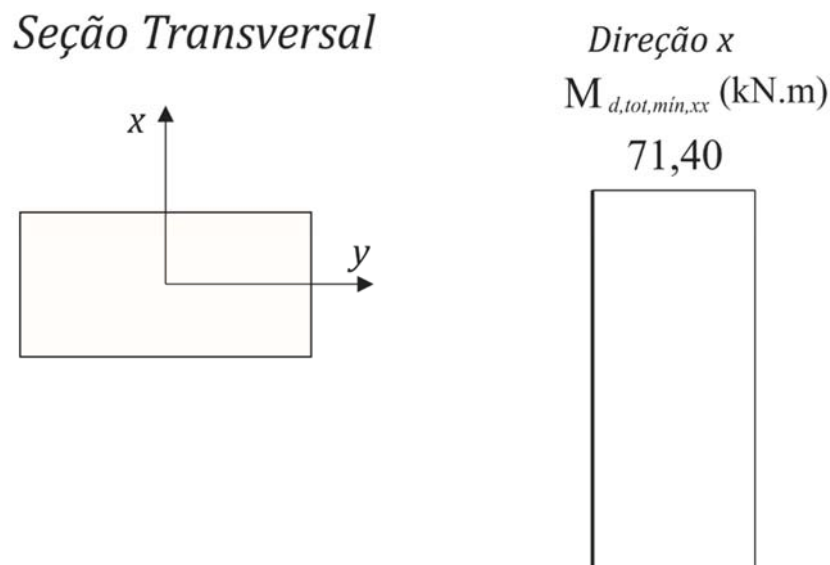 Seção Transversal
x
y
Direção x
M d,tot,mín,xx (kN.m)
71,40